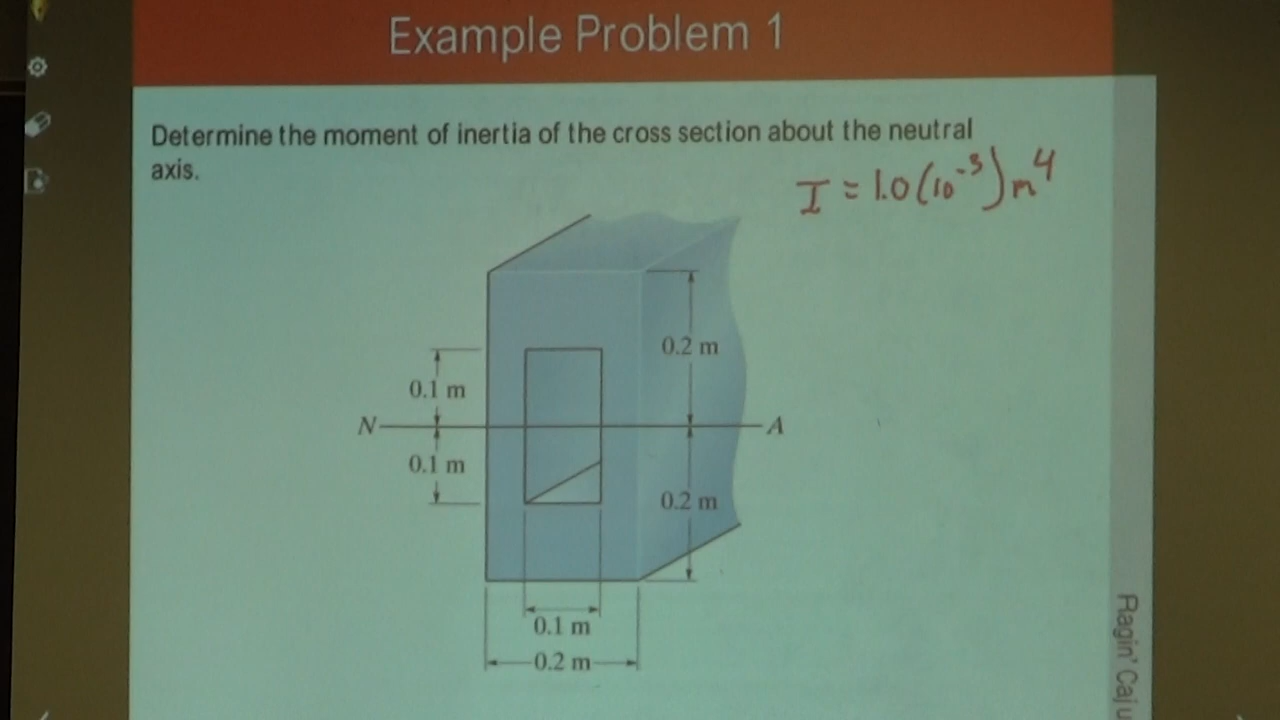 Example Problem 1
Determine the moment of inertia of the cross section about the neutral
axis.
I = 1.0(10⁻³)m⁴
0.2 m
0.1 m
N
A
0.1 m
0.2 m
0.1 m
0.2 m
Ragin' Caju